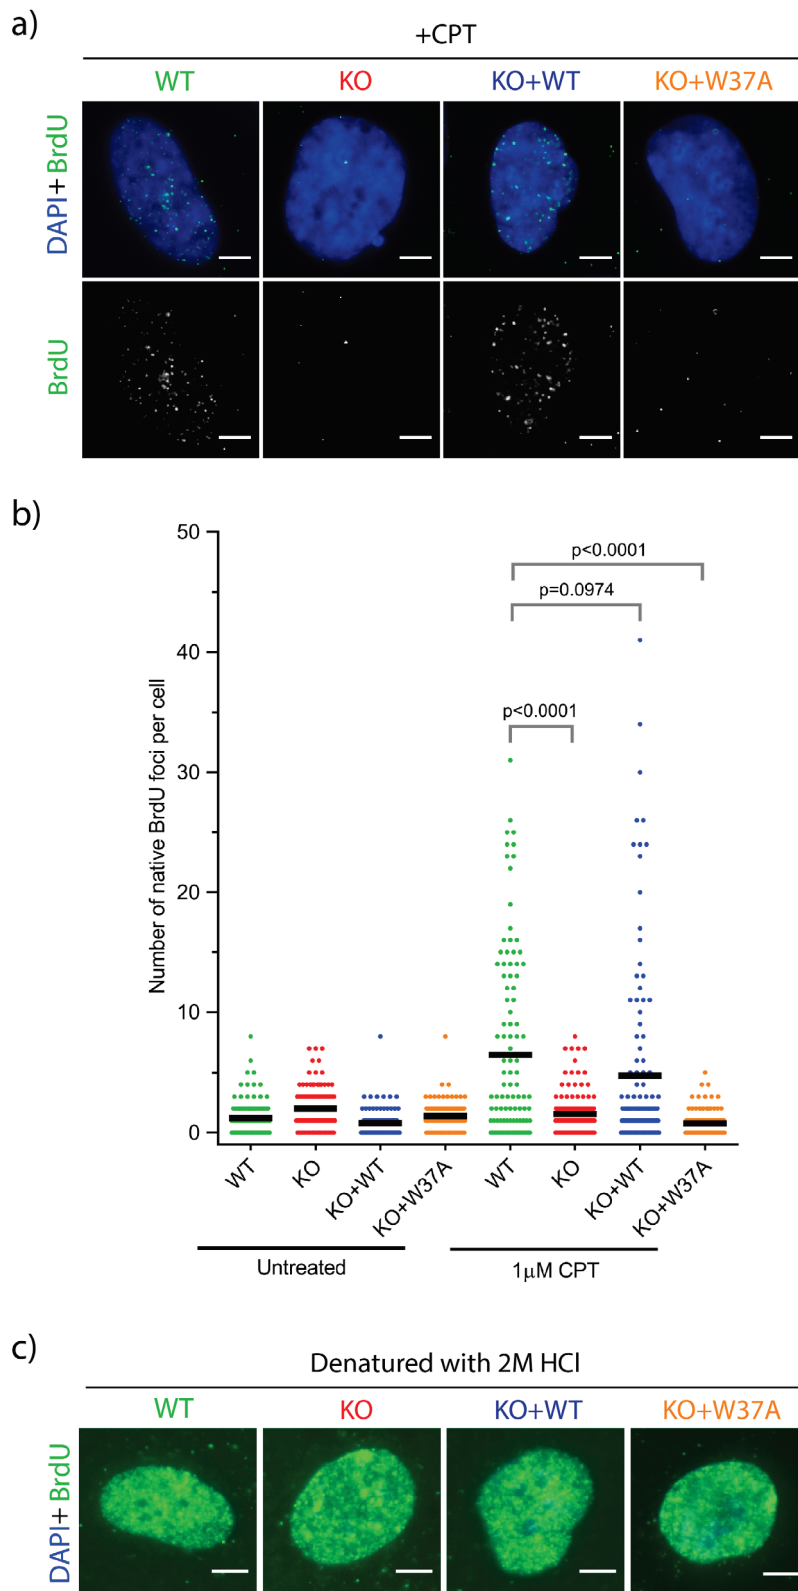 a)
+CPT
WT KO KO+WT KO+W37A
DAPI+ BrdU
BrdU
b)
50
40
30
20
10
0
Number of native BrdU foci per cell
p<0.0001
p=0.0974
p<0.0001
WT KO KO+WT KO+W37A WT KO KO+WT KO+W37A
Untreated 1μM CPT
c)
Denatured with 2M HCl
WT KO KO+WT KO+W37A
DAPI+ BrdU